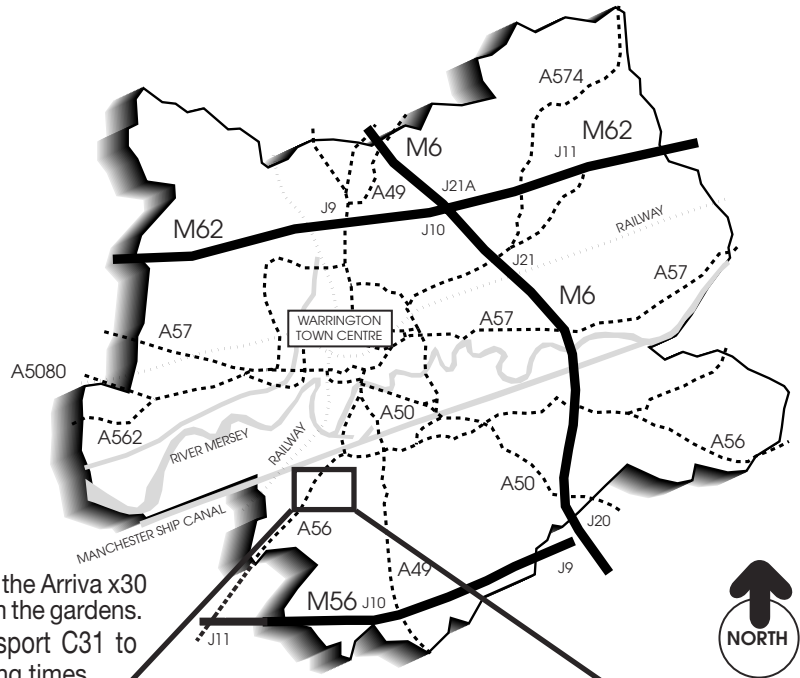 A574
M6
M62
J11
A49
J21A
J9
J10
M62
RAILWAY
J21
A57
M6
WARRINGTON
TOWN CENTRE
A57
A57
A5080
A50
A562
RIVER MERSEY
RAILWAY
A56
A50
MANCHESTER SHIP CANAL
A56
J20
the Arriva x30
the gardens.
A49
J9
M56
J10
NORTH
sport C31 to
J11
times